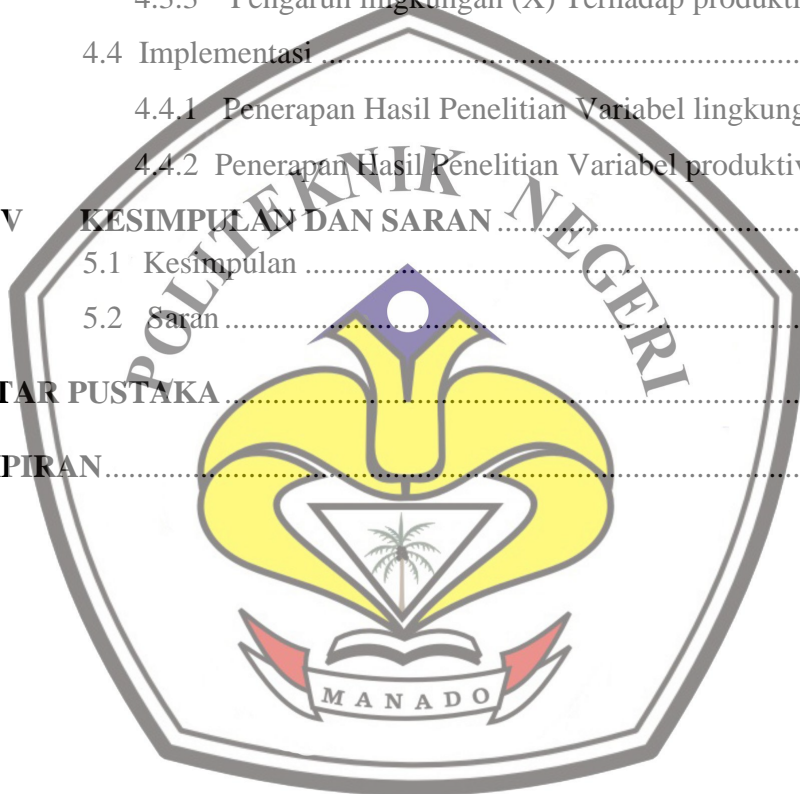 4.3.3 Pengaruh lingkungan (X) Terhadap produkti
4.4 Implementasi ........................................................
4.4.1 Penerapan Hasil Penelitian Variabel lingkung
4.4.2 Penerapan Hasil Penelitian Variabel produktiv
V KESIMPULAN DAN SARAN ........................................
5.1 Kesimpulan ........................................................
5.2 Saran ........................................................
TAR PUSTAKA ........................................................
PIRAN ........................................................
POLITEKNIK NEGERI
MANADO